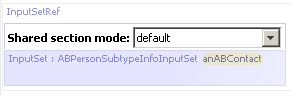 InputSetRef
Shared section mode: default
InputSet : ABPersonSubtypeInfoInputSet anABContact